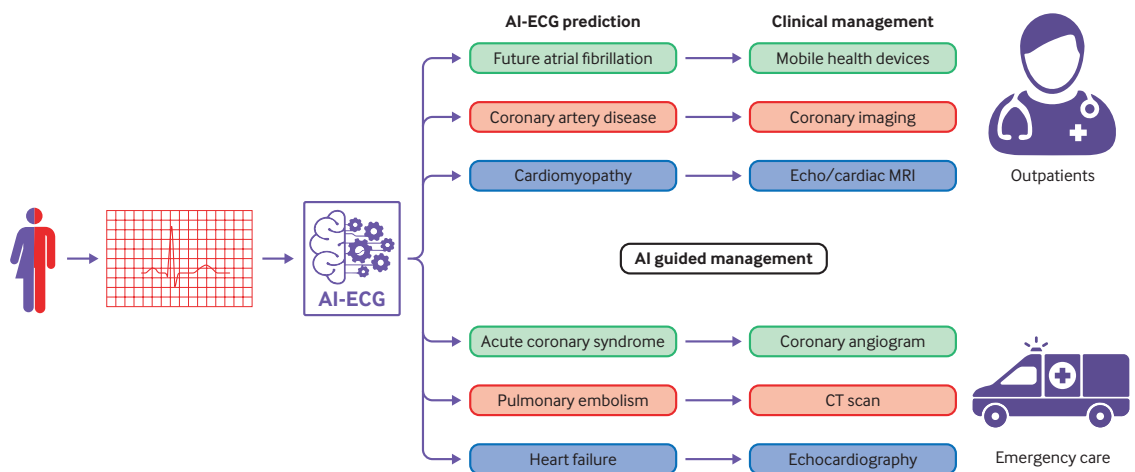 AI-ECG prediction
Clinical management
Future atrial fibrillation
Mobile health devices
Coronary artery disease
Coronary imaging
Cardiomyopathy
Echo/cardiac MRI
Outpatients
AI-ECG
AI guided management
Acute coronary syndrome
Coronary angiogram
Pulmonary embolism
CT scan
Heart failure
Echocardiography
Emergency care